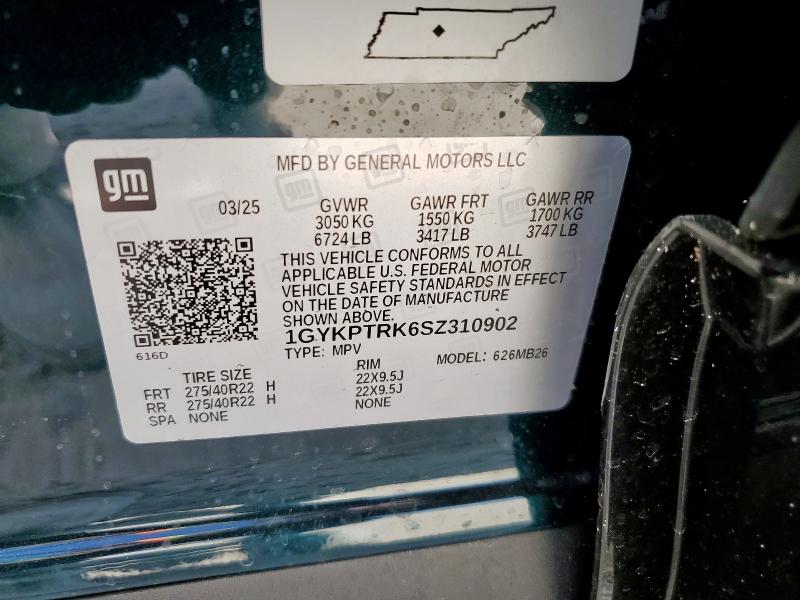 gm
MFD BY GENERAL MOTORS LLC
03/25
GVWR GAWR FRT GAWR RR
3050 KG 1550 KG 1700 KG
6724 LB 3417 LB 3747 LB
THIS VEHICLE CONFORMS TO ALL
APPLICABLE U.S. FEDERAL MOTOR
VEHICLE SAFETY STANDARDS IN EFFECT
ON THE DATE OF MANUFACTURE
SHOWN ABOVE.
1GYKPTRK6SZ310902
616D
TYPE: MPV MODEL: 626MB26
TIRE SIZE RIM
FRT 275/40R22 H 22X9.5J
RR 275/40R22 H 22X9.5J
SPA NONE NONE